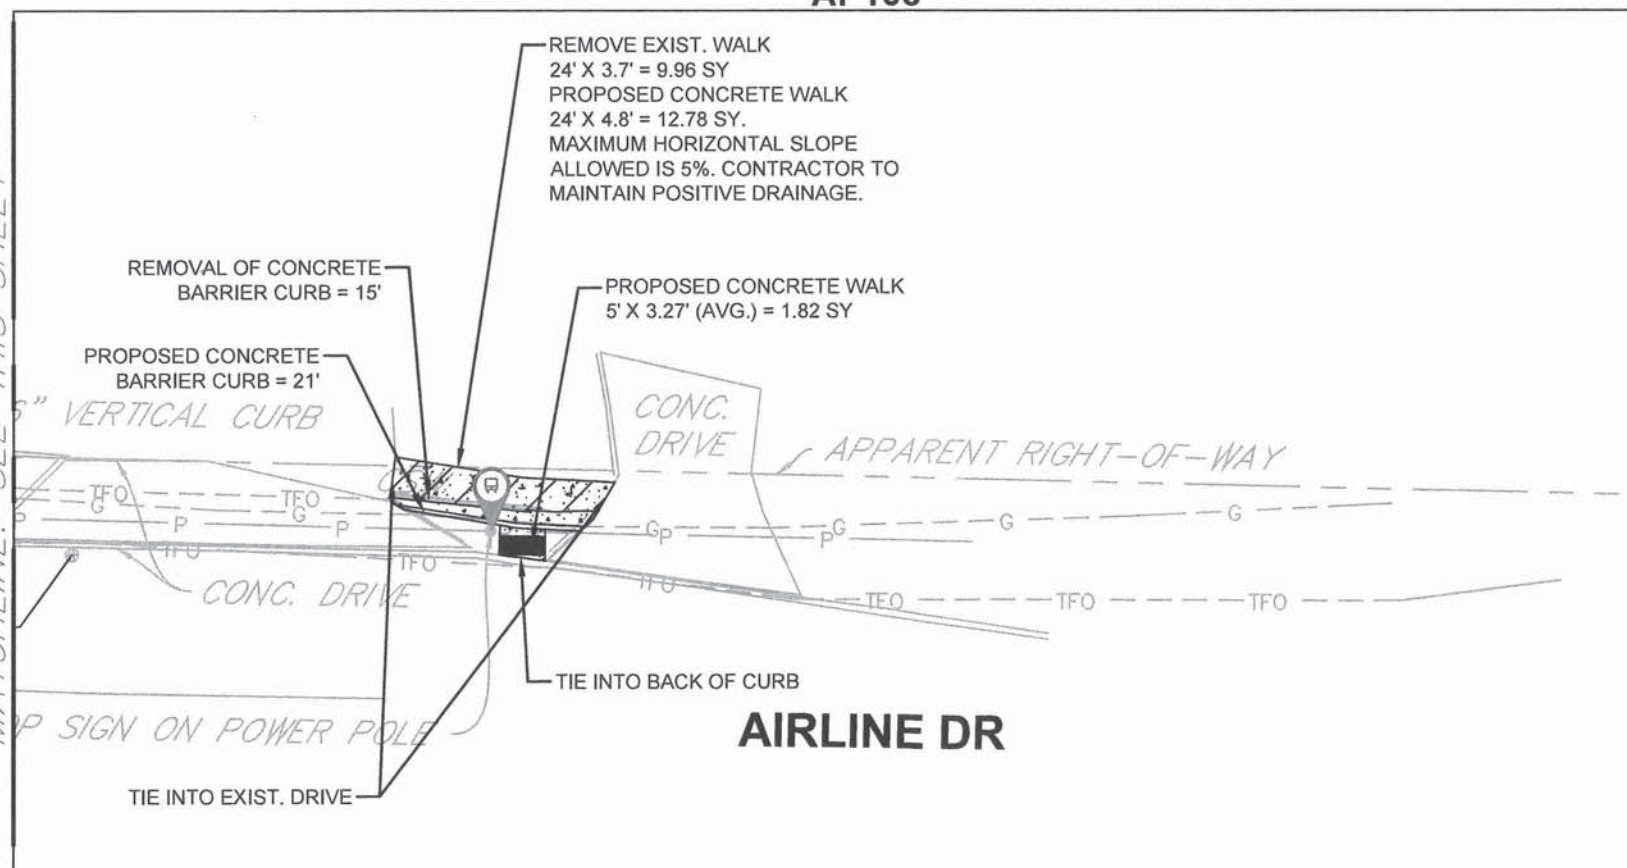 REMOVE EXIST. WALK
24' X 3.7' = 9.96 SY
PROPOSED CONCRETE WALK
24' X 4.8' = 12.78 SY.
MAXIMUM HORIZONTAL SLOPE
ALLOWED IS 5%. CONTRACTOR TO
MAINTAIN POSITIVE DRAINAGE.
REMOVAL OF CONCRETE
BARRIER CURB = 15'
PROPOSED CONCRETE WALK
5' X 3.27' (AVG.) = 1.82 SY
PROPOSED CONCRETE
BARRIER CURB = 21'
6" VERTICAL CURB
CONC.
DRIVE
APPARENT RIGHT-OF-WAY
TFO TFO
G G G G G G
P P P P P
TFO TFO TFO TFO TFO TFO
CONC. DRIVE
TIE INTO BACK OF CURB
SIGN ON POWER POLE
AIRLINE DR
TIE INTO EXIST. DRIVE